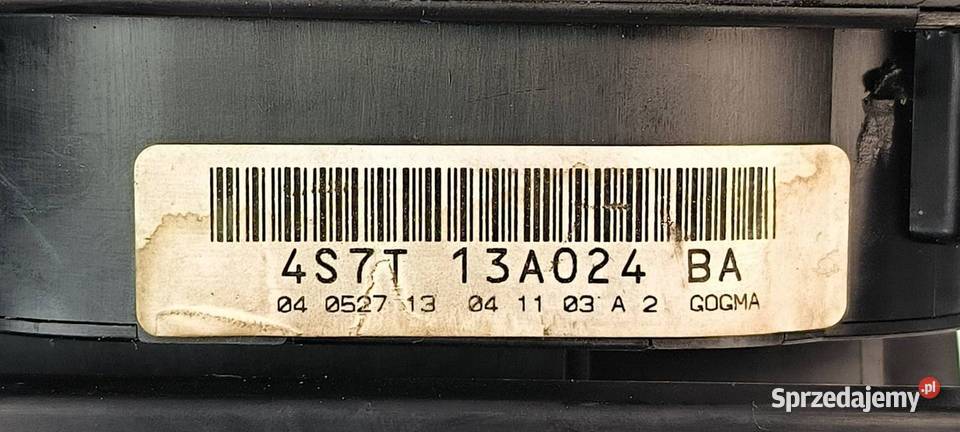 4S7T 13A024 BA
04 0527 13 04 11 03 A 2 GOGMA
Sprzedajemy.pl